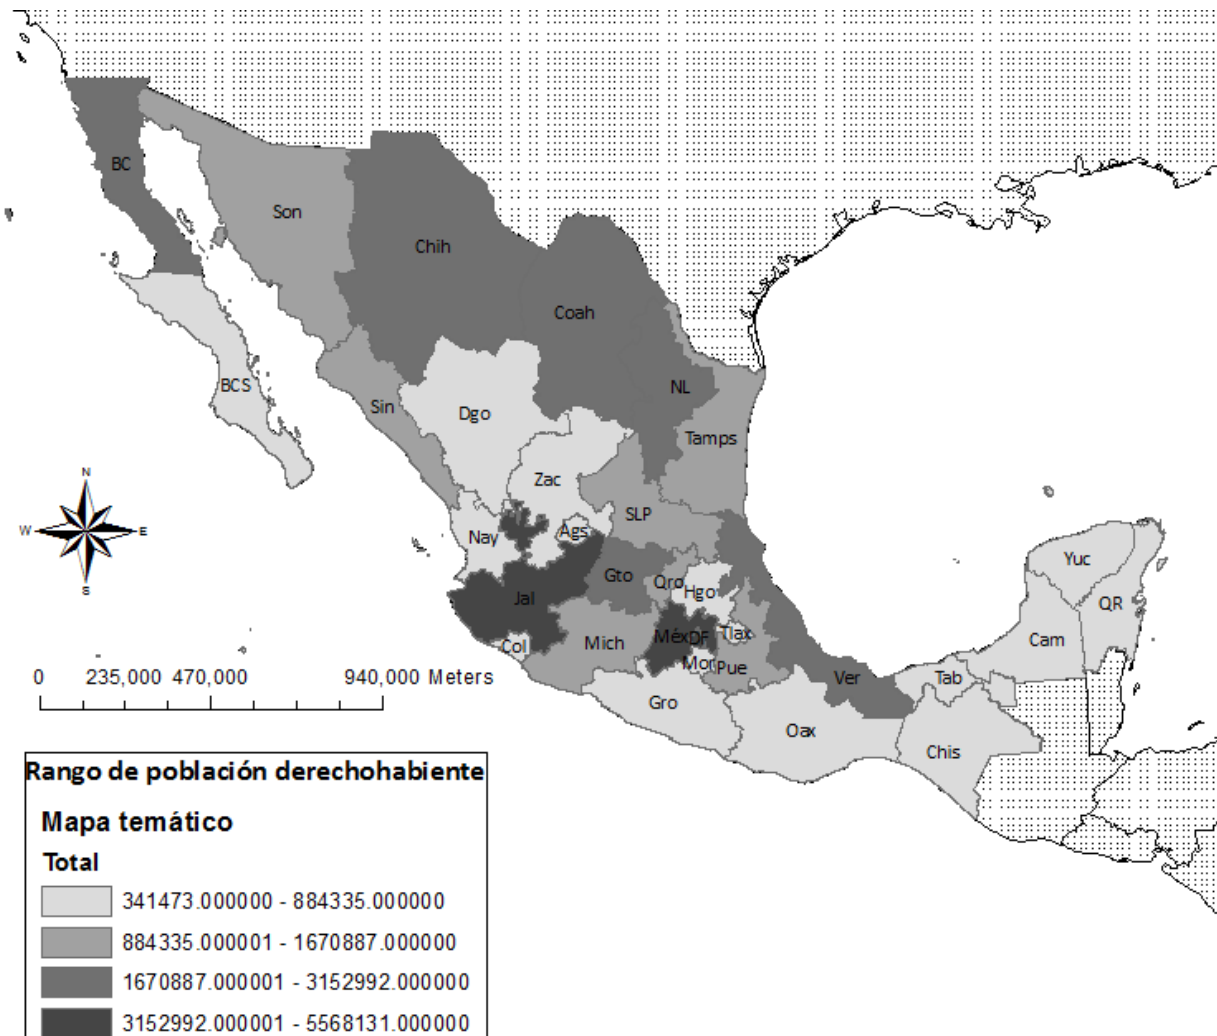 BC
Son
Chih
Coah
BCS
NL
Sin
Dgo
Tamps
Zac
N
W
E
S
SLP
Nay
Ags
Yuc
Gto
Qro
Hgo
QR
Jal
Méx
DF
Tlax
Mich
Cam
Col
Mor
Pue
Ver
Tab
0 235,000 470,000 940,000 Meters
Gro
Oax
Chis
Rango de población derechohabiente
Mapa temático
Total
341473.000000 - 884335.000000
884335.000001 - 1670887.000000
1670887.000001 - 3152992.000000
3152992.000001 - 5568131.000000